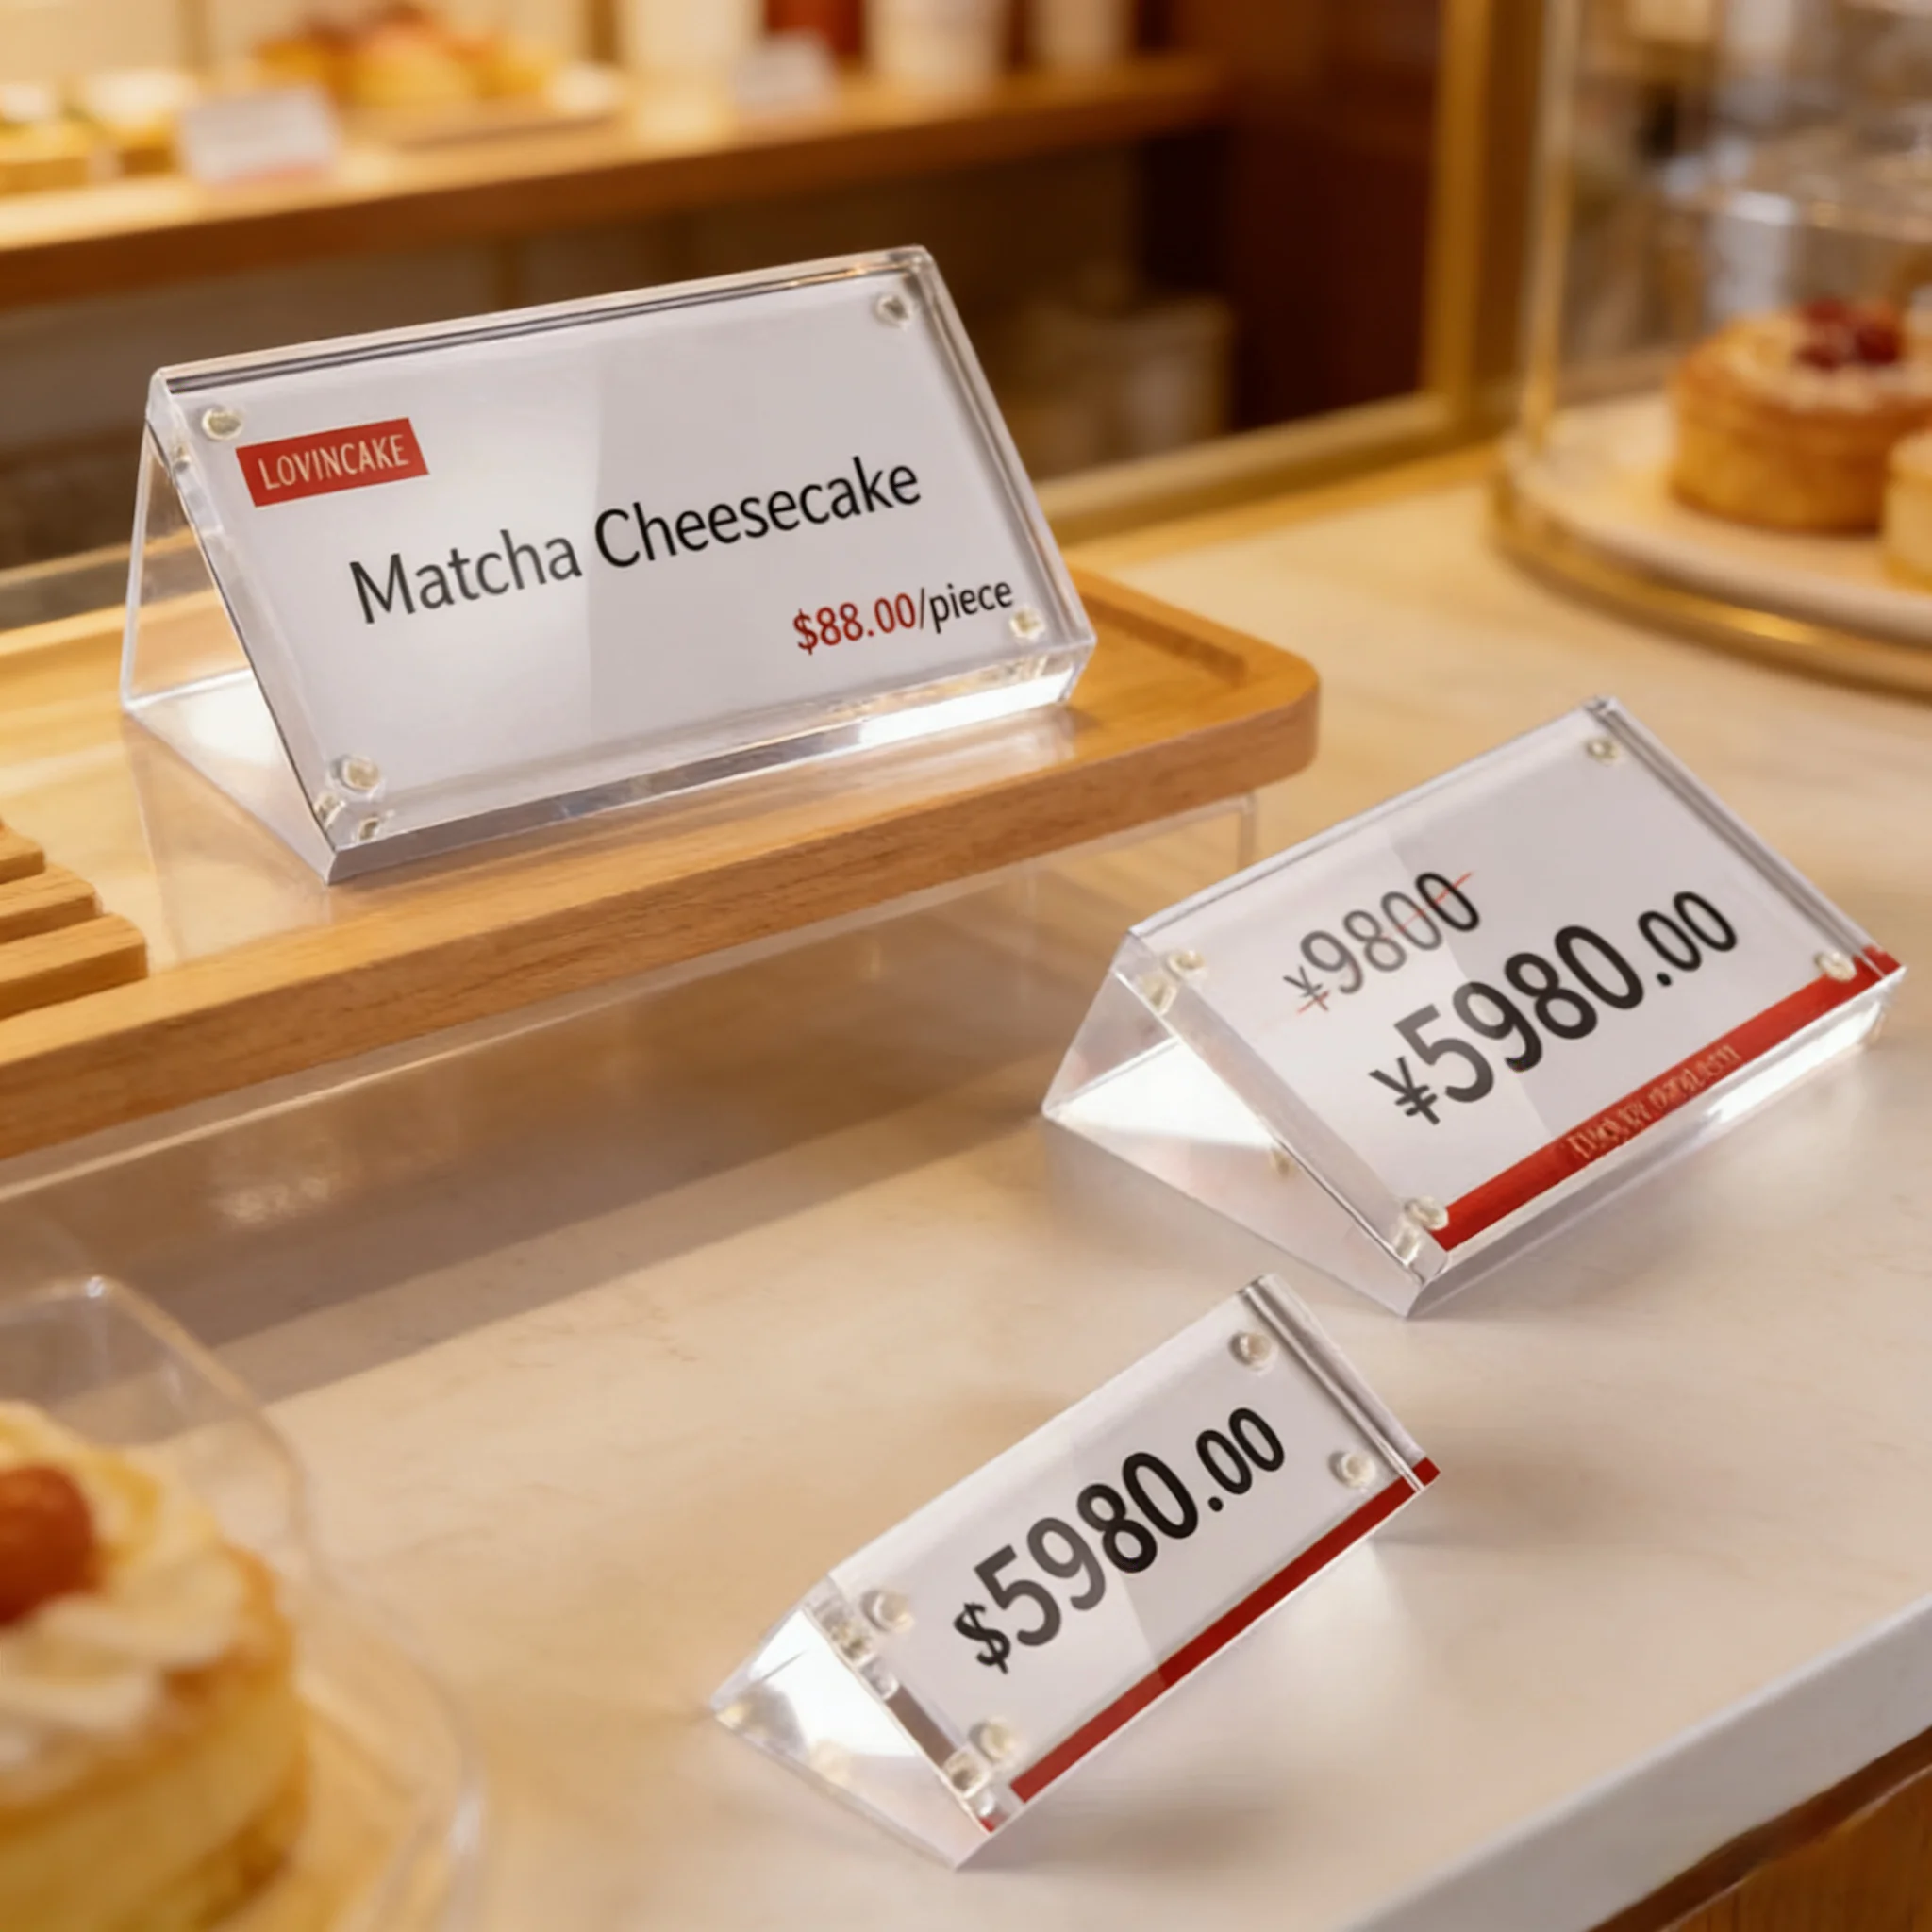 LOVINCAKE
Matcha Cheesecake
$88.00/piece
¥9800
¥5980.00
$5980.00